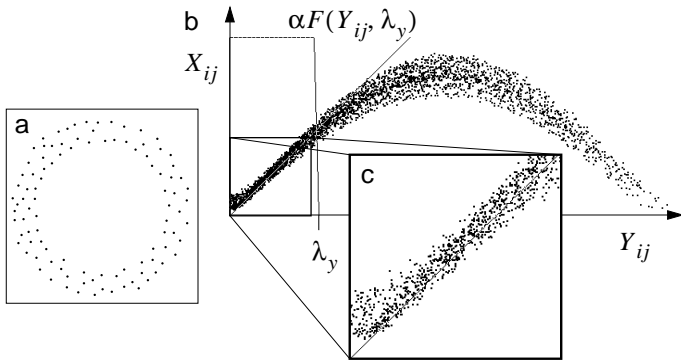 b
αF(Y_ij, λ_y)
X_ij
a
c
λ_y
Y_ij